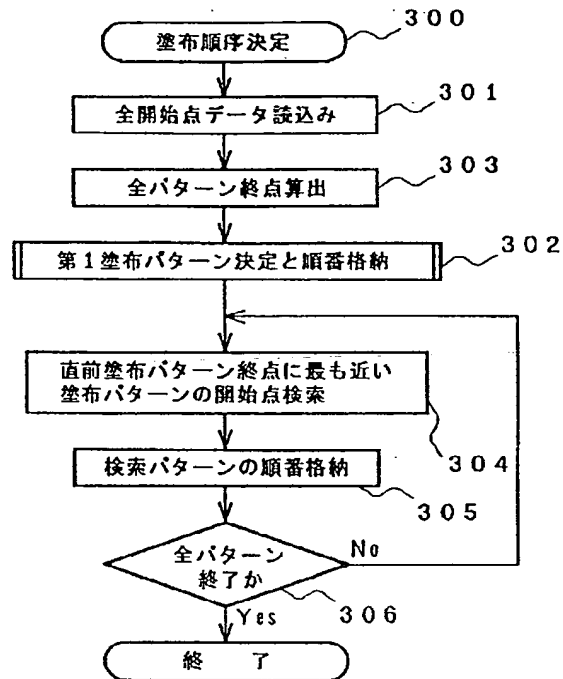 塗布順序決定
300
全開始点データ読込み
301
全パターン終点算出
303
第1塗布パターン決定と順番格納
302
直前塗布パターン終点に最も近い
塗布パターンの開始点検索
304
検索パターンの順番格納
305
全パターン
終了か
No
306
Yes
終 了